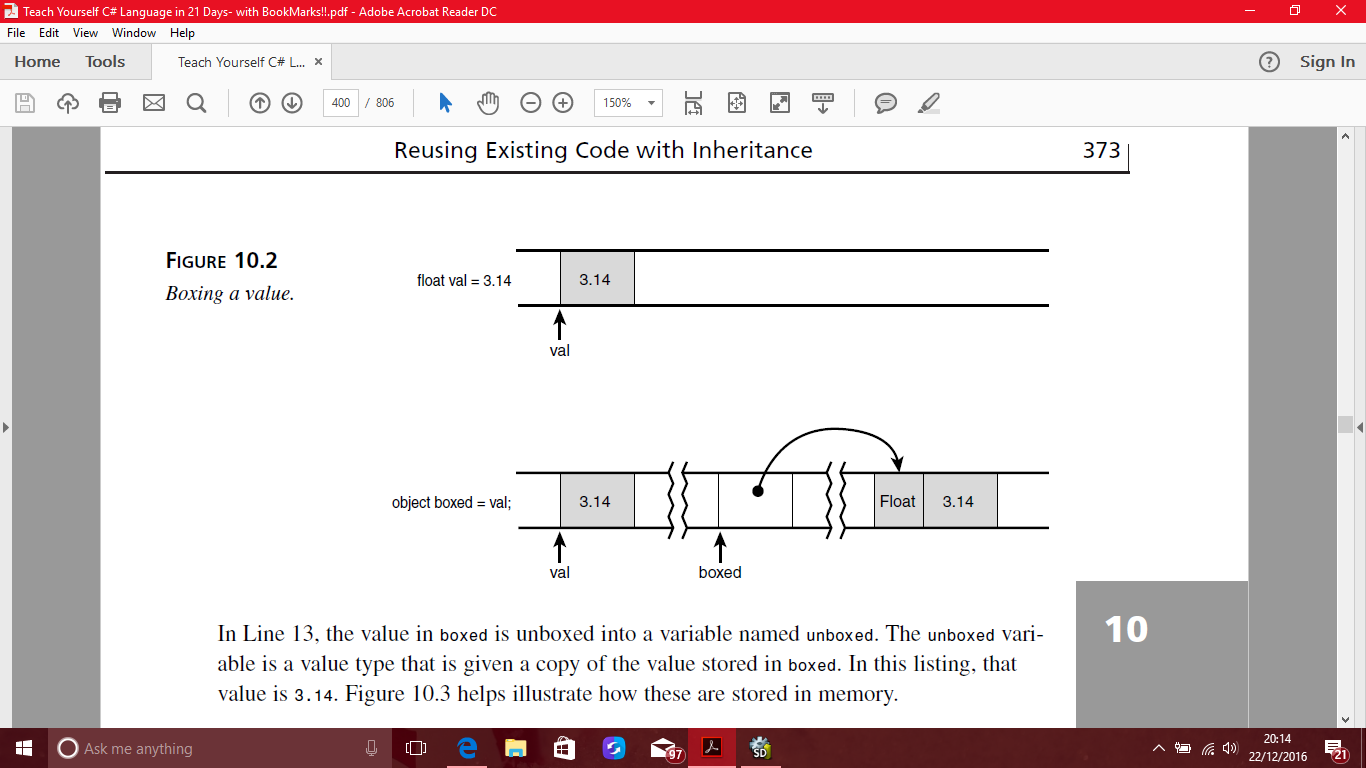 Teach Yourself C# Language in 21 Days- with BookMarks!!.pdf - Adobe Acrobat Reader DC
File Edit View Window Help
Home Tools Teach Yourself C# L... × ? Sign In
400 / 806 150%
Reusing Existing Code with Inheritance 373
FIGURE 10.2
Boxing a value.
float val = 3.14 3.14
val
object boxed = val; 3.14 Float 3.14
val boxed
10
In Line 13, the value in boxed is unboxed into a variable named unboxed. The unboxed vari-
able is a value type that is given a copy of the value stored in boxed. In this listing, that
value is 3.14. Figure 10.3 helps illustrate how these are stored in memory.
Ask me anything 97 SD 20:14
22/12/2016 21